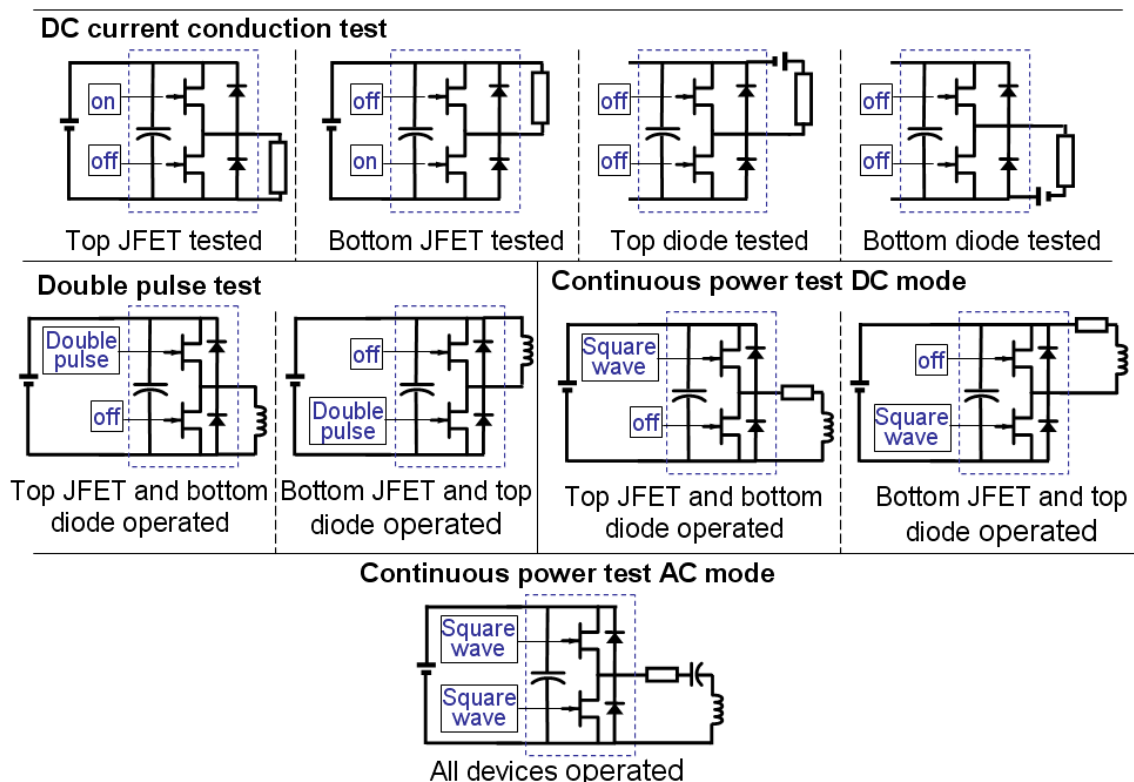 DC current conduction test
on
off
Top JFET tested
off
on
Bottom JFET tested
off
off
Top diode tested
off
off
Bottom diode tested
Double pulse test
Double
pulse
off
Top JFET and bottom
diode operated
off
Double
pulse
Bottom JFET and top
diode operated
Continuous power test DC mode
Square
wave
off
Top JFET and bottom
diode operated
off
Square
wave
Bottom JFET and top
diode operated
Continuous power test AC mode
Square
wave
Square
wave
All devices operated